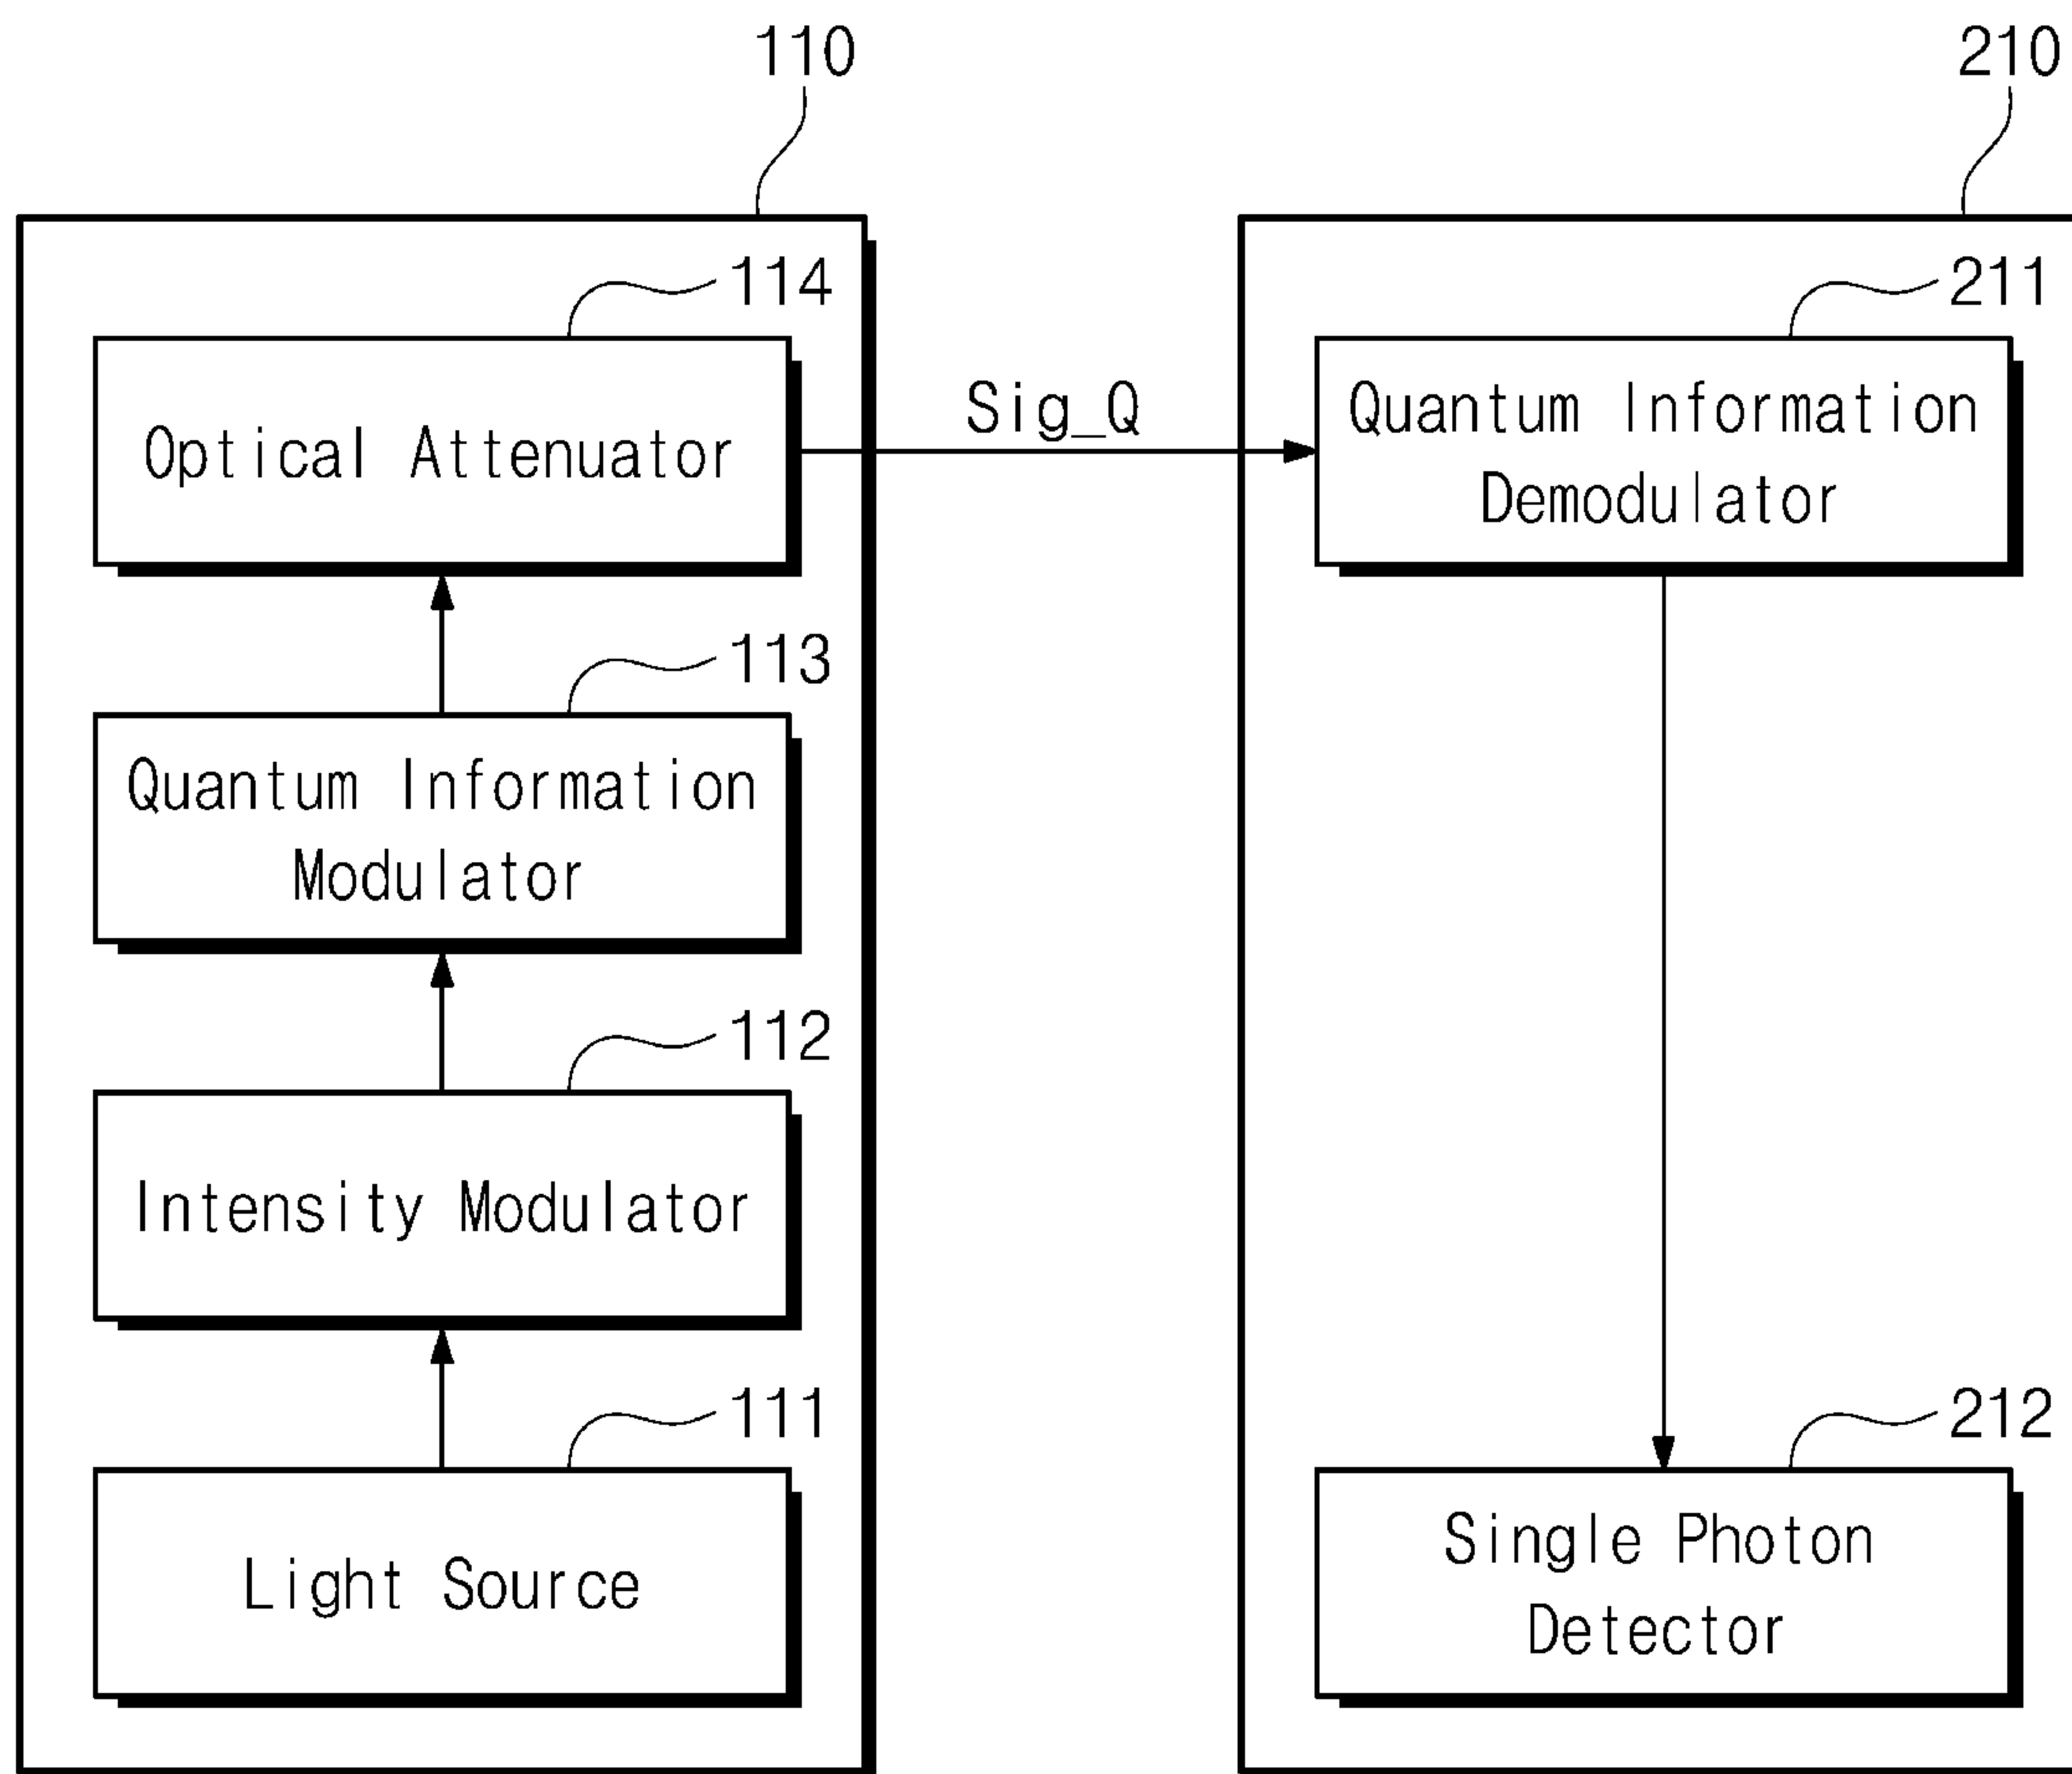 110
210
114
211
Optical Attenuator
Sig_Q
Quantum Information
Demodulator
113
Quantum Information
Modulator
112
Intensity Modulator
111
212
Light Source
Single Photon
Detector